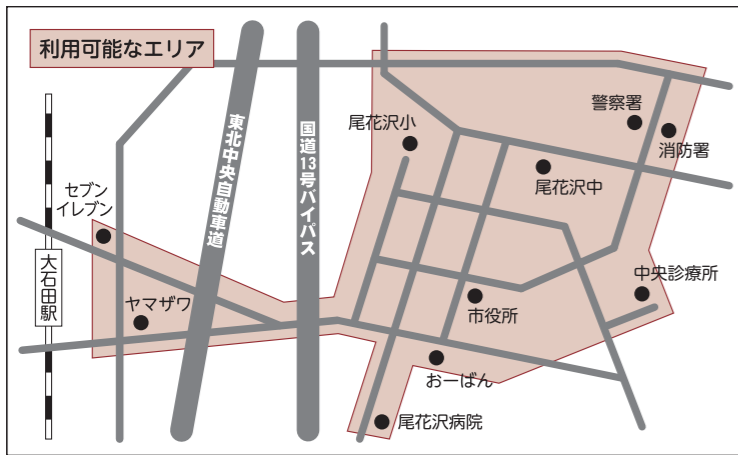 利用可能なエリア
東北中央自動車道
国道13号バイパス
尾花沢小
警察署
消防署
尾花沢中
セブン
イレブン
大石田駅
ヤマザワ
中央診療所
市役所
おーばん
尾花沢病院